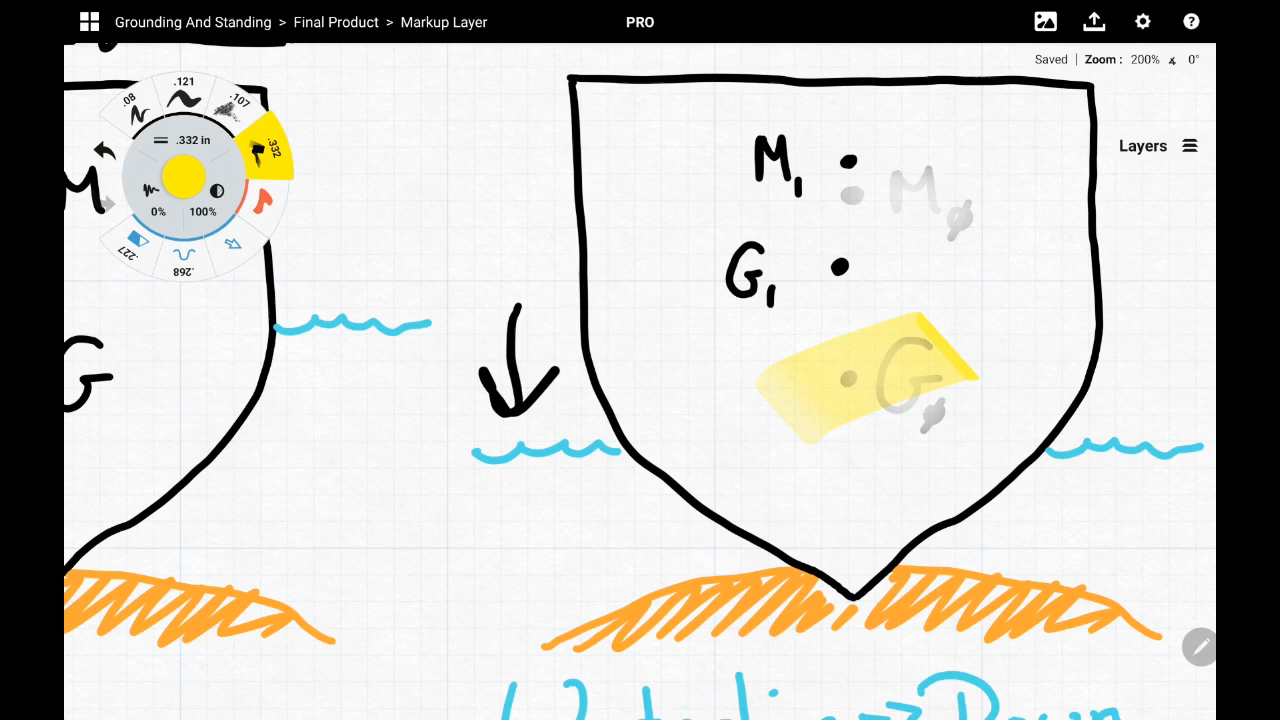 Grounding And Standing > Final Product > Markup Layer
PRO
Saved | Zoom : 200% 0°
Layers
.08
.121
.107
.332
.332 in
0%
100%
.227
.268
M
G
M₁
Mφ
G₁
Gφ